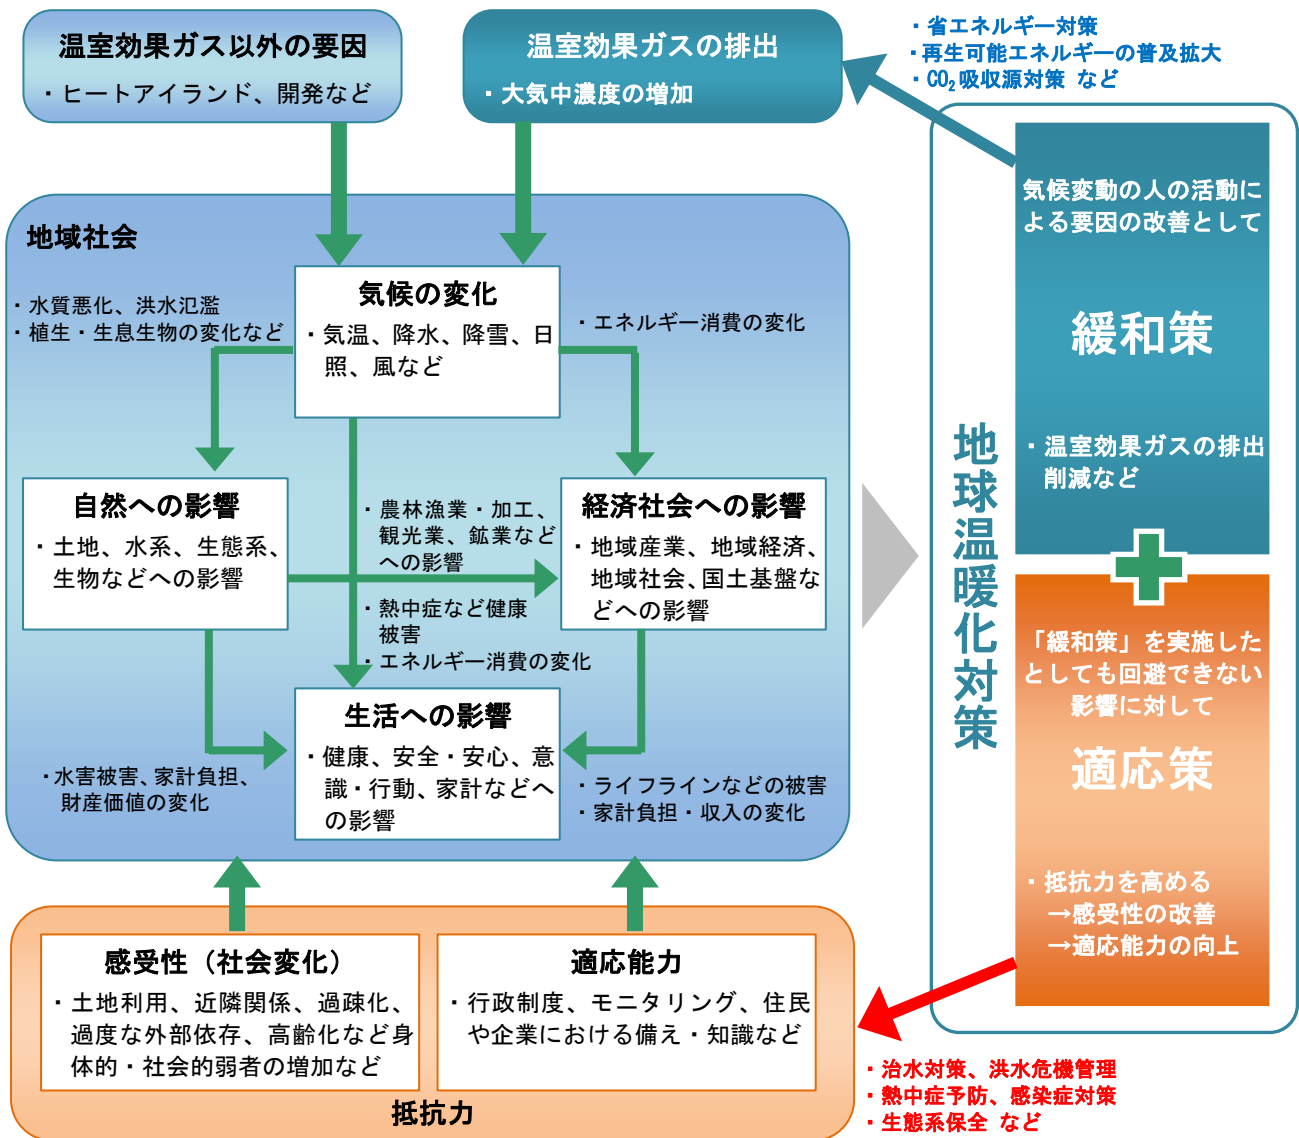 温室効果ガス以外の要因
・ヒートアイランド、開発など
温室効果ガスの排出
・大気中濃度の増加
・省エネルギー対策
・再生可能エネルギーの普及拡大
・CO₂吸収源対策 など
地域社会
気候の変化
・気温、降水、降雪、日
照、風など
・水質悪化、洪水氾濫
・植生・生息生物の変化など
・エネルギー消費の変化
自然への影響
・土地、水系、生態系、
生物などへの影響
・農林漁業・加工、
観光業、鉱業など
への影響
・熱中症など健康
被害
・エネルギー消費の変化
経済社会への影響
・地域産業、地域経済、
地域社会、国土基盤な
どへの影響
生活への影響
・健康、安全・安心、意
識・行動、家計などへ
の影響
・水害被害、家計負担、
財産価値の変化
・ライフラインなどの被害
・家計負担・収入の変化
感受性（社会変化）
・土地利用、近隣関係、過疎化、
過度な外部依存、高齢化など身
体的・社会的弱者の増加など
適応能力
・行政制度、モニタリング、住民
や企業における備え・知識など
抵抗力
地球温暖化対策
気候変動の人の活動に
よる要因の改善として
緩和策
・温室効果ガスの排出
削減など
「緩和策」を実施した
としても回避できない
影響に対して
適応策
・抵抗力を高める
→感受性の改善
→適応能力の向上
・治水対策、洪水危機管理
・熱中症予防、感染症対策
・生態系保全 など